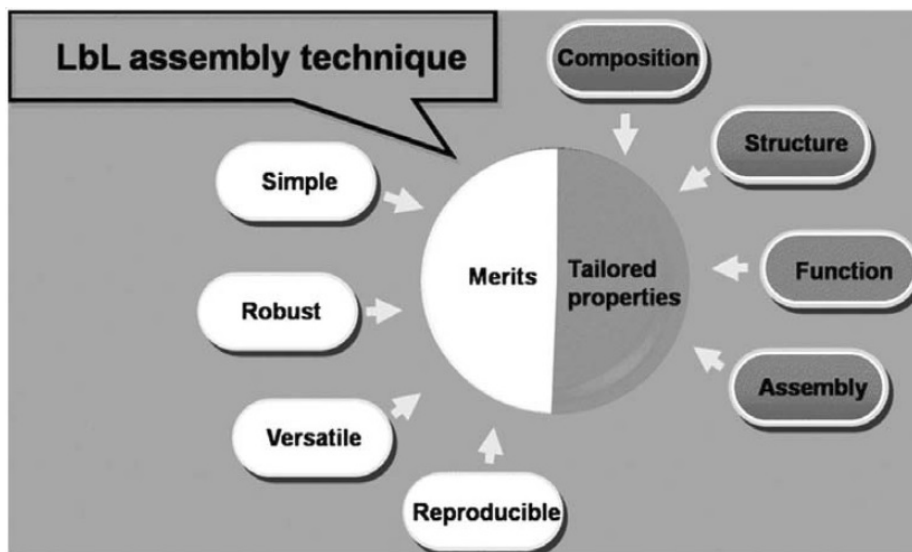 LbL assembly technique
Composition
Structure
Simple
Merits
Tailored
properties
Function
Robust
Assembly
Versatile
Reproducible